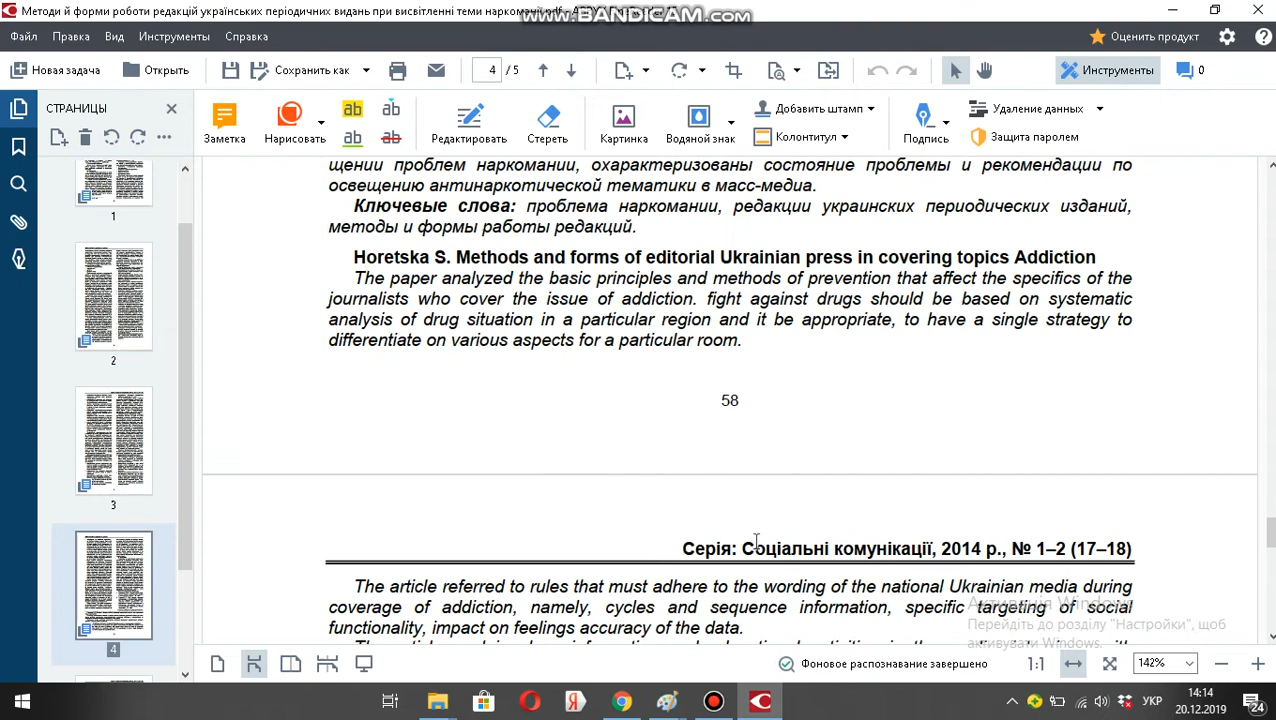 Методи й форми роботи редакцій українських періодичних видань при висвітленні теми наркоманії.pdf - ABBYY
www.BANDICAM.com
Файл Правка Вид Инструменты Справка
Оценить продукт
Новая задача Открыть Сохранить как 4 / 5 Инструменты 0
СТРАНИЦЫ
Заметка Нарисовать Редактировать Стереть Картинка Водяной знак Добавить штамп Колонтитул Подпись Удаление данных Защита паролем
1
2
3
4
щении проблем наркомании, охарактеризованы состояние проблемы и рекомендации по
освещению антинаркотической тематики в масс-медиа.
Ключевые слова: проблема наркомании, редакции украинских периодических изданий,
методы и формы работы редакций.
Horetska S. Methods and forms of editorial Ukrainian press in covering topics Addiction
The paper analyzed the basic principles and methods of prevention that affect the specifics of the
journalists who cover the issue of addiction. fight against drugs should be based on systematic
analysis of drug situation in a particular region and it be appropriate, to have a single strategy to
differentiate on various aspects for a particular room.
58
Серія: Соціальні комунікації, 2014 р., № 1–2 (17–18)
The article referred to rules that must adhere to the wording of the national Ukrainian media during
coverage of addiction, namely, cycles and sequence information, specific targeting of social
functionality, impact on feelings accuracy of the data.
Активація Windows
Перейдіть до розділу "Настройки", щоб
активувати Windows.
Фоновое распознавание завершено
1:1
142%
УКР
14:14
20.12.2019
24